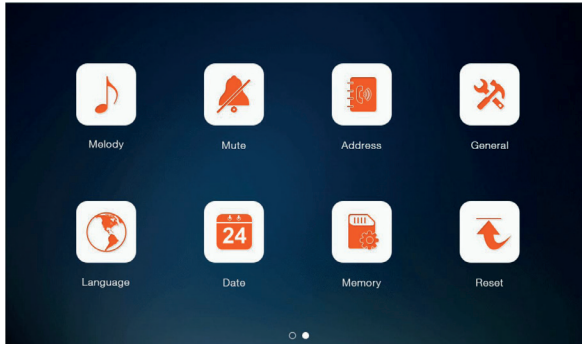 Melody
Mute
Address
General
24
Language
Date
Memory
Reset